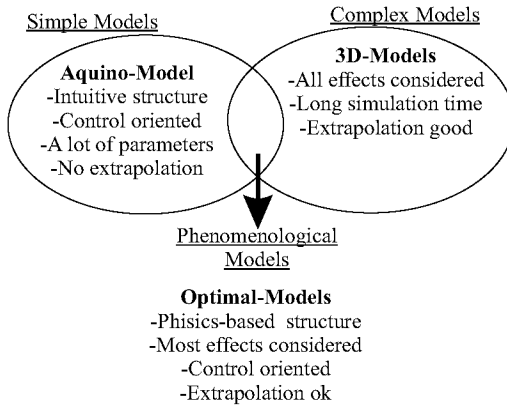 Simple Models
Complex Models
Aquino-Model
-Intuitive structure
-Control oriented
-A lot of parameters
-No extrapolation
3D-Models
-All effects considered
-Long simulation time
-Extrapolation good
Phenomenological
Models
Optimal-Models
-Phisics-based structure
-Most effects considered
-Control oriented
-Extrapolation ok